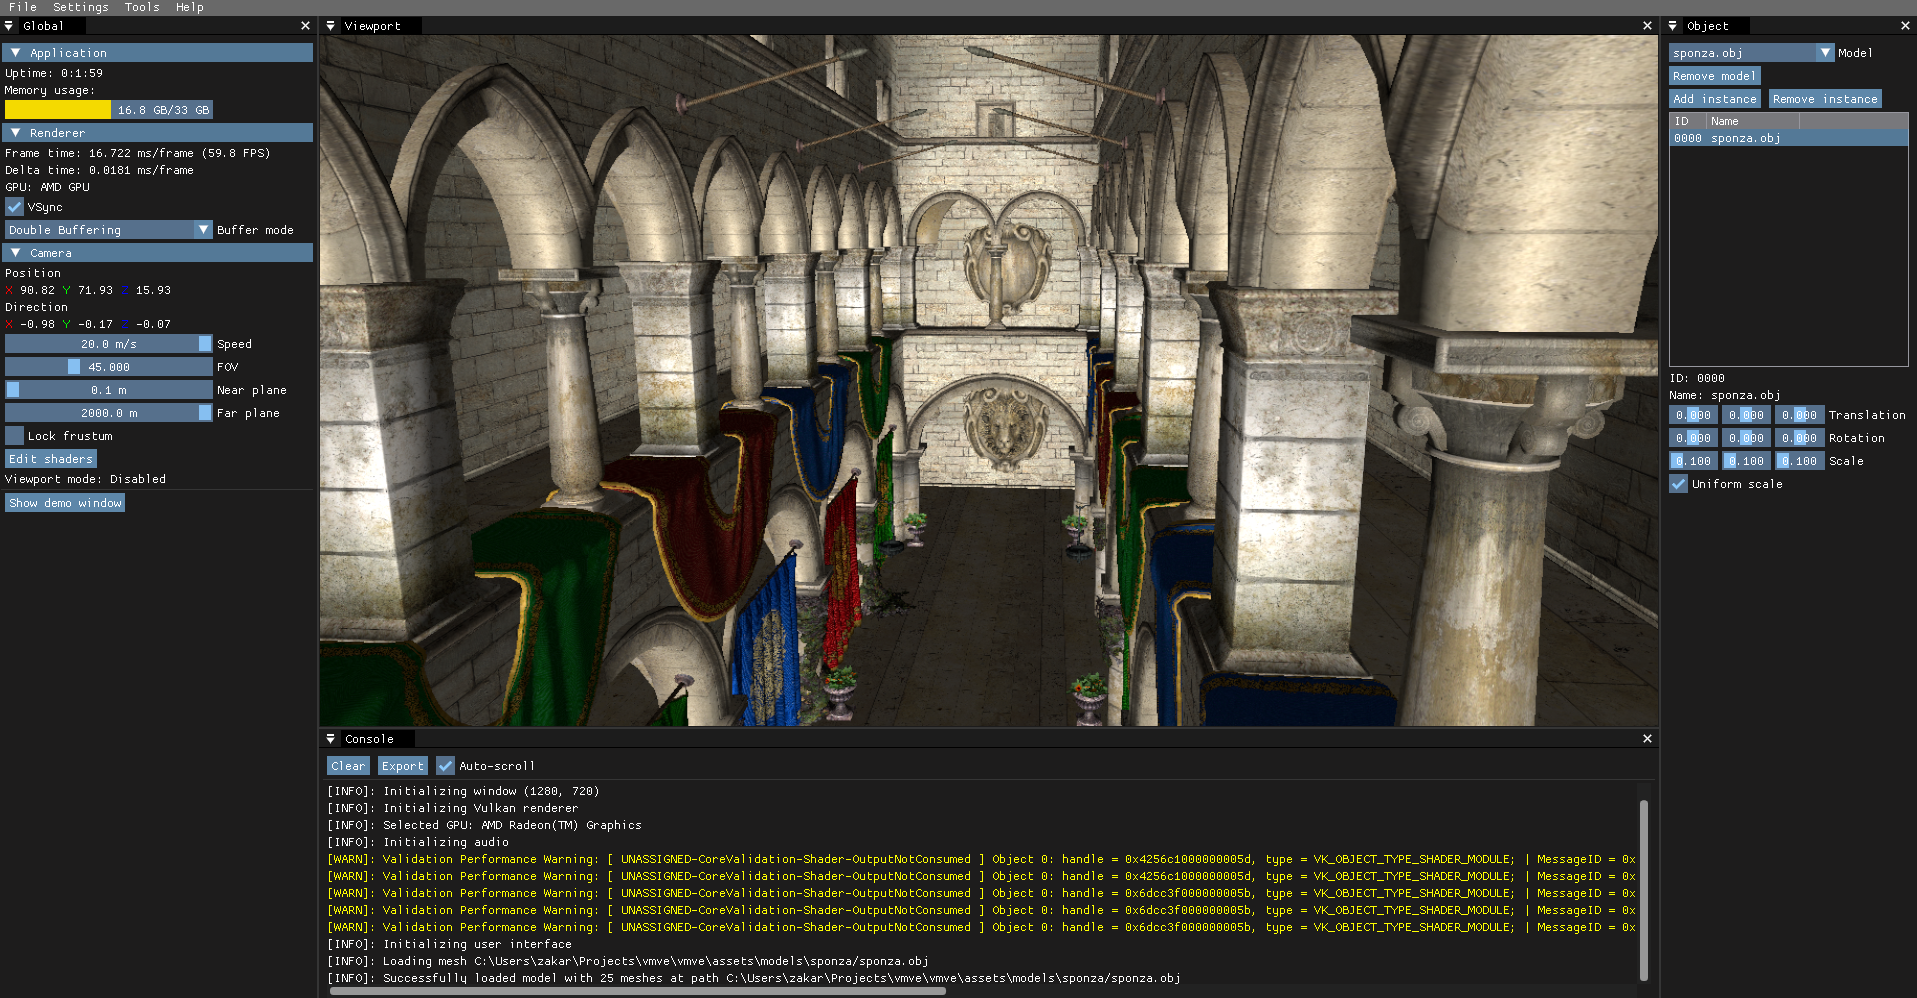 File Settings Tools Help
Global
Application
Uptime: 0:1:59
Memory usage:
16.8 GB/33 GB
Renderer
Frame time: 16.722 ms/frame (59.8 FPS)
Delta time: 0.0181 ms/frame
GPU: AMD GPU
VSync
Double Buffering Buffer mode
Camera
Position
X 90.82 Y 71.93 Z 15.93
Direction
X -0.98 Y -0.17 Z -0.07
20.0 m/s Speed
45.000 FOV
0.1 m Near plane
2000.0 m Far plane
Lock frustum
Edit shaders
Viewport mode: Disabled
Show demo window
Viewport
Console
Clear Export Auto-scroll
[INFO]: Initializing window (1280, 720)
[INFO]: Initializing Vulkan renderer
[INFO]: Selected GPU: AMD Radeon(TM) Graphics
[INFO]: Initializing audio
[WARN]: Validation Performance Warning: [ UNASSIGNED-CoreValidation-Shader-OutputNotConsumed ] Object 0: handle = 0x4256c1000000005d, type = VK_OBJECT_TYPE_SHADER_MODULE; | MessageID = 0x
[WARN]: Validation Performance Warning: [ UNASSIGNED-CoreValidation-Shader-OutputNotConsumed ] Object 0: handle = 0x4256c1000000005d, type = VK_OBJECT_TYPE_SHADER_MODULE; | MessageID = 0x
[WARN]: Validation Performance Warning: [ UNASSIGNED-CoreValidation-Shader-OutputNotConsumed ] Object 0: handle = 0x6dcc3f000000005b, type = VK_OBJECT_TYPE_SHADER_MODULE; | MessageID = 0x
[WARN]: Validation Performance Warning: [ UNASSIGNED-CoreValidation-Shader-OutputNotConsumed ] Object 0: handle = 0x6dcc3f000000005b, type = VK_OBJECT_TYPE_SHADER_MODULE; | MessageID = 0x
[WARN]: Validation Performance Warning: [ UNASSIGNED-CoreValidation-Shader-OutputNotConsumed ] Object 0: handle = 0x6dcc3f000000005b, type = VK_OBJECT_TYPE_SHADER_MODULE; | MessageID = 0x
[INFO]: Initializing user interface
[INFO]: Loading mesh C:\Users\zakar\Projects\vmve\vmve\assets\models\sponza/sponza.obj
[INFO]: Successfully loaded model with 25 meshes at path C:\Users\zakar\Projects\vmve\vmve\assets\models\sponza/sponza.obj
Object
sponza.obj Model
Remove model
Add instance Remove instance
ID Name
0000 sponza.obj
ID: 0000
Name: sponza.obj
0.000 0.000 0.000 Translation
0.000 0.000 0.000 Rotation
0.100 0.100 0.100 Scale
Uniform scale